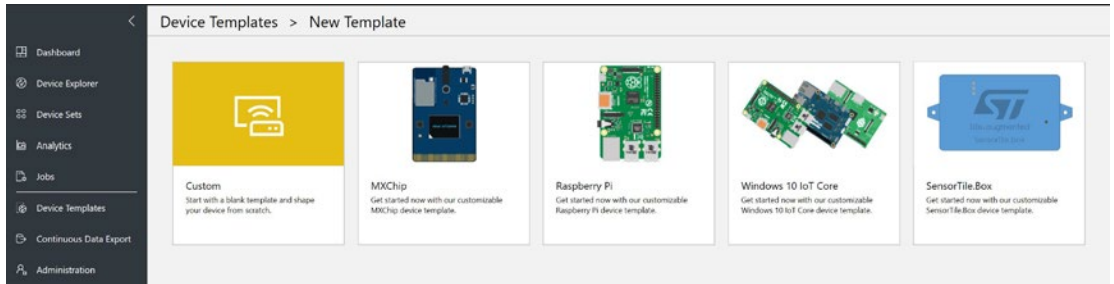 Device Templates > New Template
Dashboard
Device Explorer
Device Sets
Analytics
Jobs
Device Templates
Continuous Data Export
Administration
Custom
Start with a blank template and shape
your device from scratch.
MXChip
Get started now with our customizable
MXChip device template.
Raspberry Pi
Get started now with our customizable
Raspberry Pi device template.
Windows 10 IoT Core
Get started now with our customizable
Windows 10 IoT Core device template.
SensorTile.Box
Get started now with our customizable
SensorTile.Box device template.